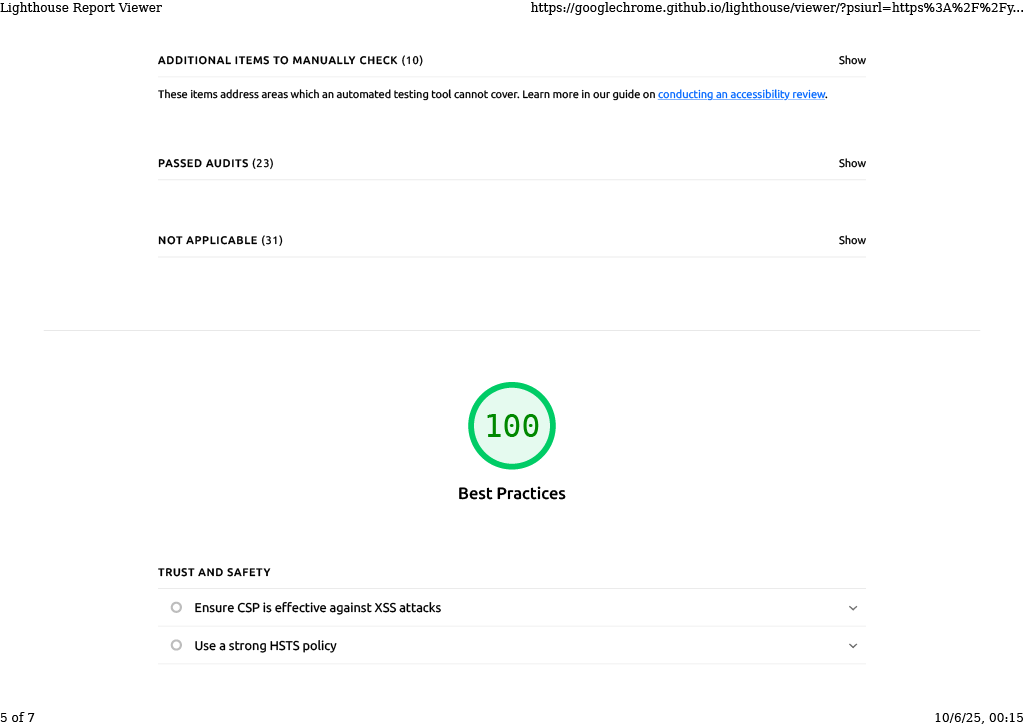 Lighthouse Report Viewer
https://googlechrome.github.io/lighthouse/viewer/?psiurl=https%3A%2F%2Fy...
ADDITIONAL ITEMS TO MANUALLY CHECK (10)
Show
These items address areas which an automated testing tool cannot cover. Learn more in our guide on conducting an accessibility review.
PASSED AUDITS (23)
Show
NOT APPLICABLE (31)
Show
100
Best Practices
TRUST AND SAFETY
Ensure CSP is effective against XSS attacks
Use a strong HSTS policy
5 of 7
10/6/25, 00:15